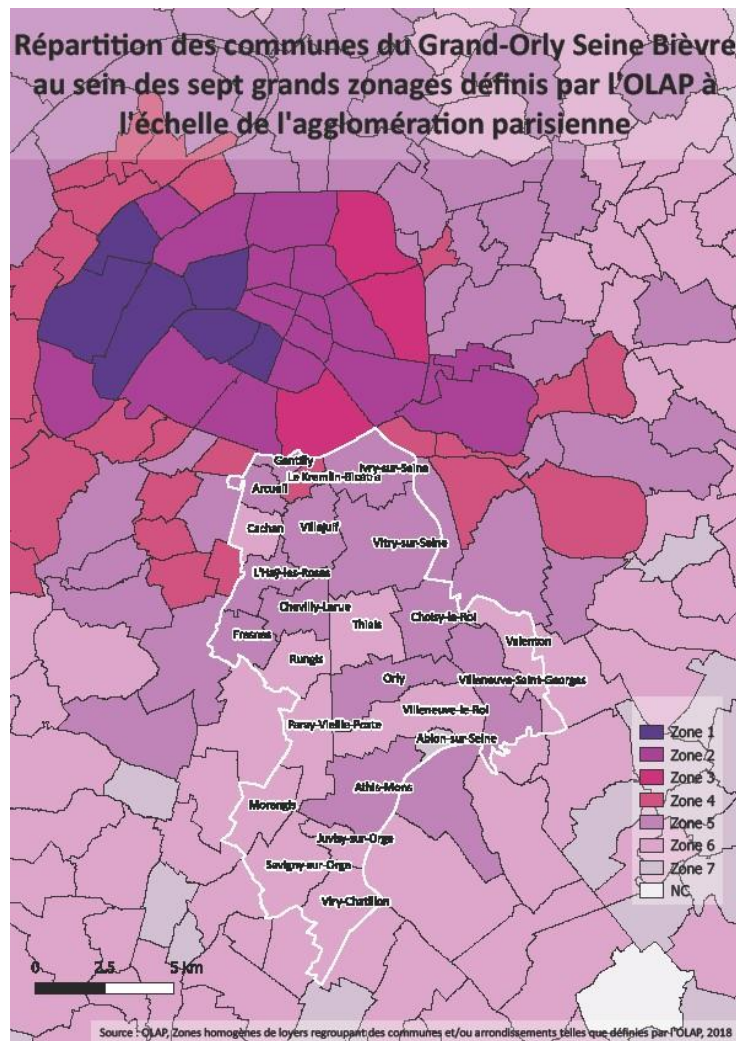 Répartition des communes du Grand-Orly Seine Bièvre,
au sein des sept grands zonages définis par l'OLAP à
l'échelle de l'agglomération parisienne
Gentilly
Ivry-sur-Seine
Le Kremlin-Bicêtre
Arcueil
Cachan
Villejuif
Vitry-sur-Seine
L'Haÿ-les-Roses
Chevilly-Larue
Choisy-le-Roi
Thiais
Fresnes
Valenton
Rungis
Orly
Villeneuve-Saint-Georges
Villeneuve-le-Roi
Paray-Vieille-Poste
Ablon-sur-Seine
Athis-Mons
Morangis
Juvisy-sur-Orge
Savigny-sur-Orge
Viry-Chatillon
Zone 1
Zone 2
Zone 3
Zone 4
Zone 5
Zone 6
Zone 7
NC
0 2.5 5 km
Source : OLAP, Zones homogènes de loyers regroupant des communes et/ou arrondissements telles que définies par l'OLAP, 2018